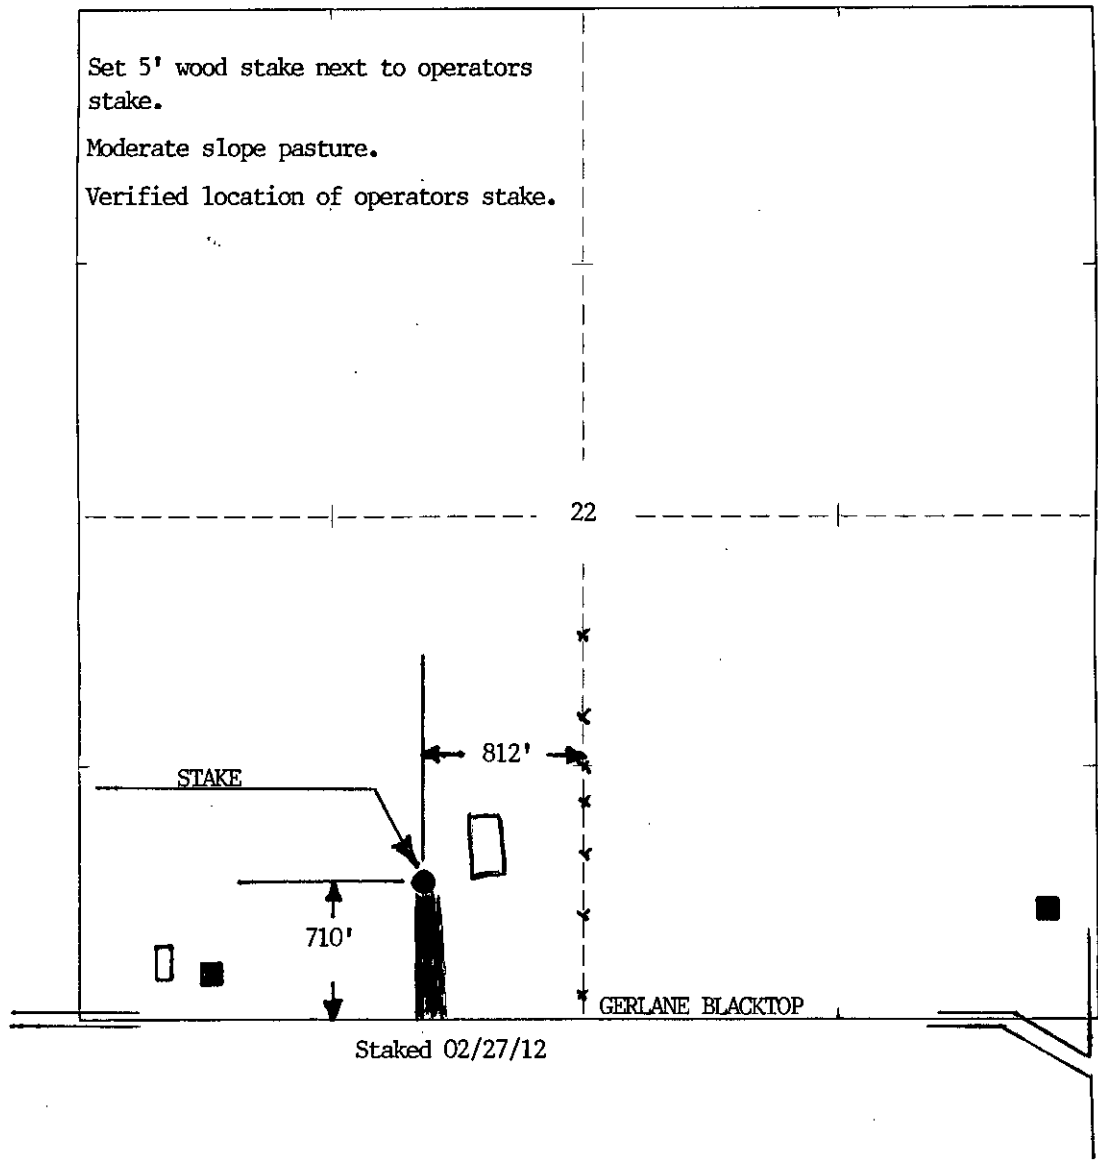 Set 5' wood stake next to operators
stake.
Moderate slope pasture.
Verified location of operators stake.
22
812'
STAKE
710'
GERLANE BLACKTOP
Staked 02/27/12